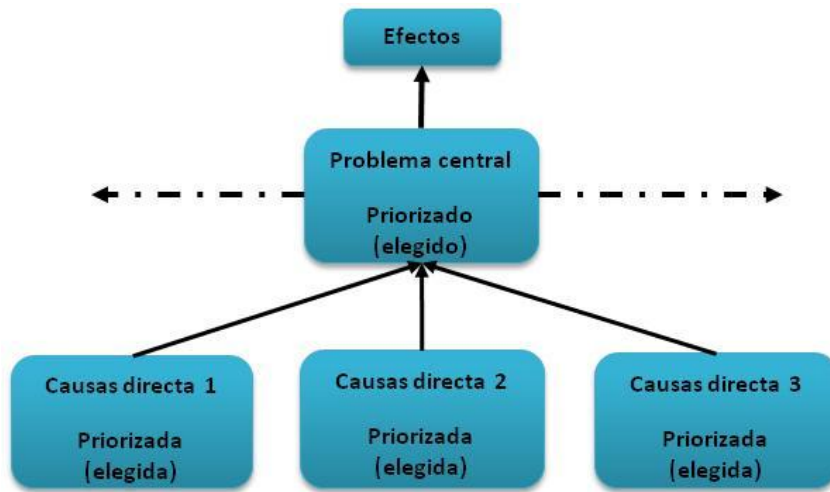 Efectos
Problema central
Priorizado
(elegido)
Causas directa 1
Priorizada
(elegida)
Causas directa 2
Priorizada
(elegida)
Causas directa 3
Priorizada
(elegida)